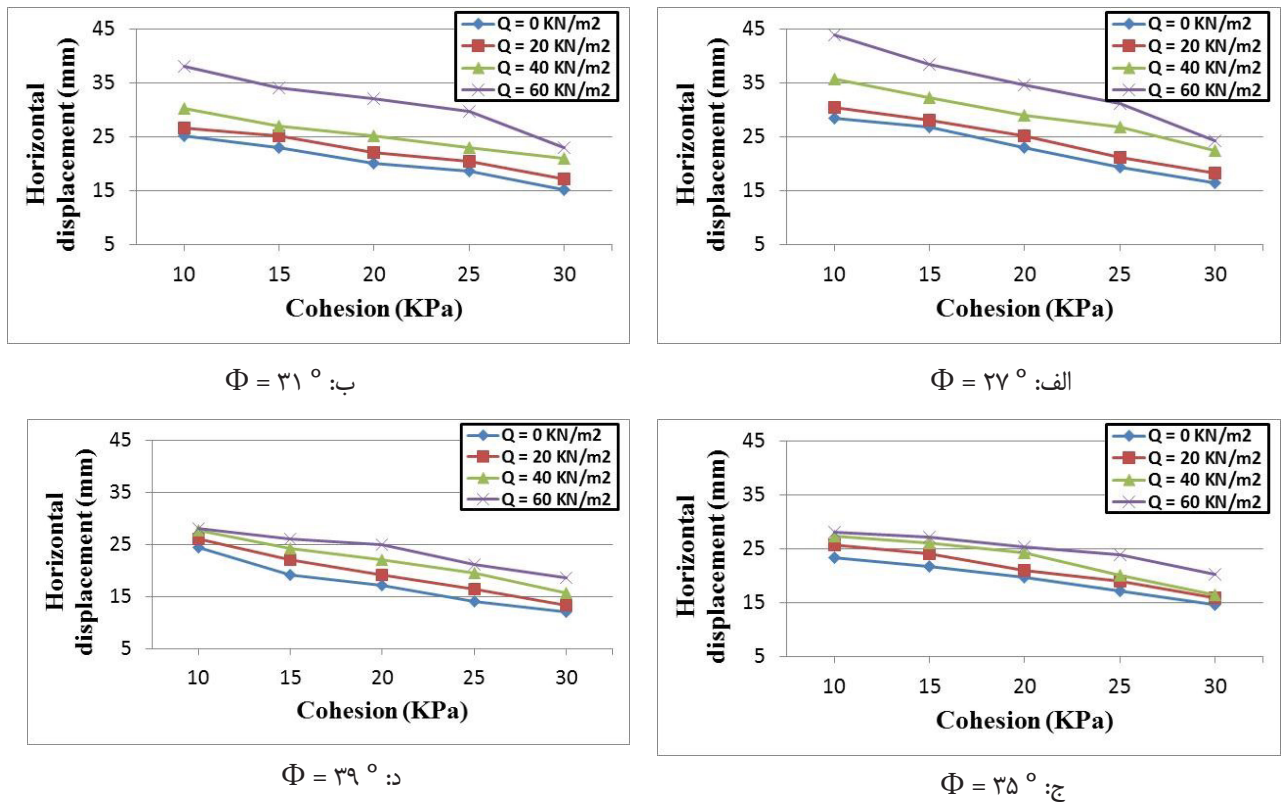 45
35
25
15
5
Horizontal
displacement (mm)
10 15 20 25 30
Cohesion (KPa)
Q = 0 KN/m2
Q = 20 KN/m2
Q = 40 KN/m2
Q = 60 KN/m2
الف: Φ = ۲۷ °
45
35
25
15
5
Horizontal
displacement (mm)
10 15 20 25 30
Cohesion (KPa)
Q = 0 KN/m2
Q = 20 KN/m2
Q = 40 KN/m2
Q = 60 KN/m2
ب: Φ = ۳۱ °
45
35
25
15
5
Horizontal
displacement (mm)
10 15 20 25 30
Cohesion (KPa)
Q = 0 KN/m2
Q = 20 KN/m2
Q = 40 KN/m2
Q = 60 KN/m2
ج: Φ = ۳۵ °
45
35
25
15
5
Horizontal
displacement (mm)
10 15 20 25 30
Cohesion (KPa)
Q = 0 KN/m2
Q = 20 KN/m2
Q = 40 KN/m2
Q = 60 KN/m2
د: Φ = ۳۹ °